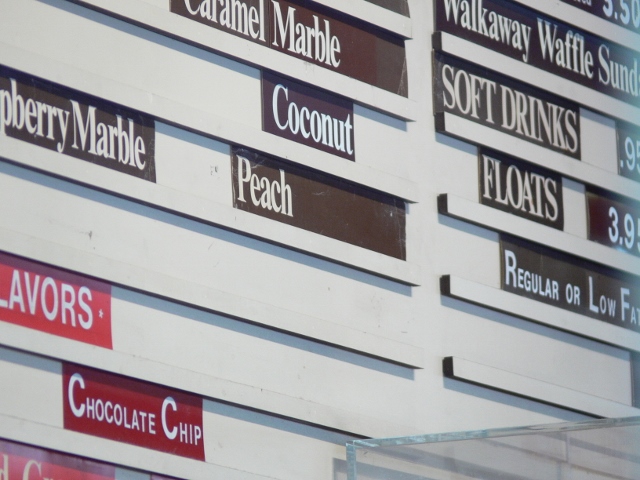 Caramel Marble
Coconut
pberry Marble
Peach
LAVORS
CHOCOLATE CHIP
3.50
Walkaway Waffle Sund
SOFT DRINKS
.95
FLOATS
3.95
REGULAR OR LOW FAT